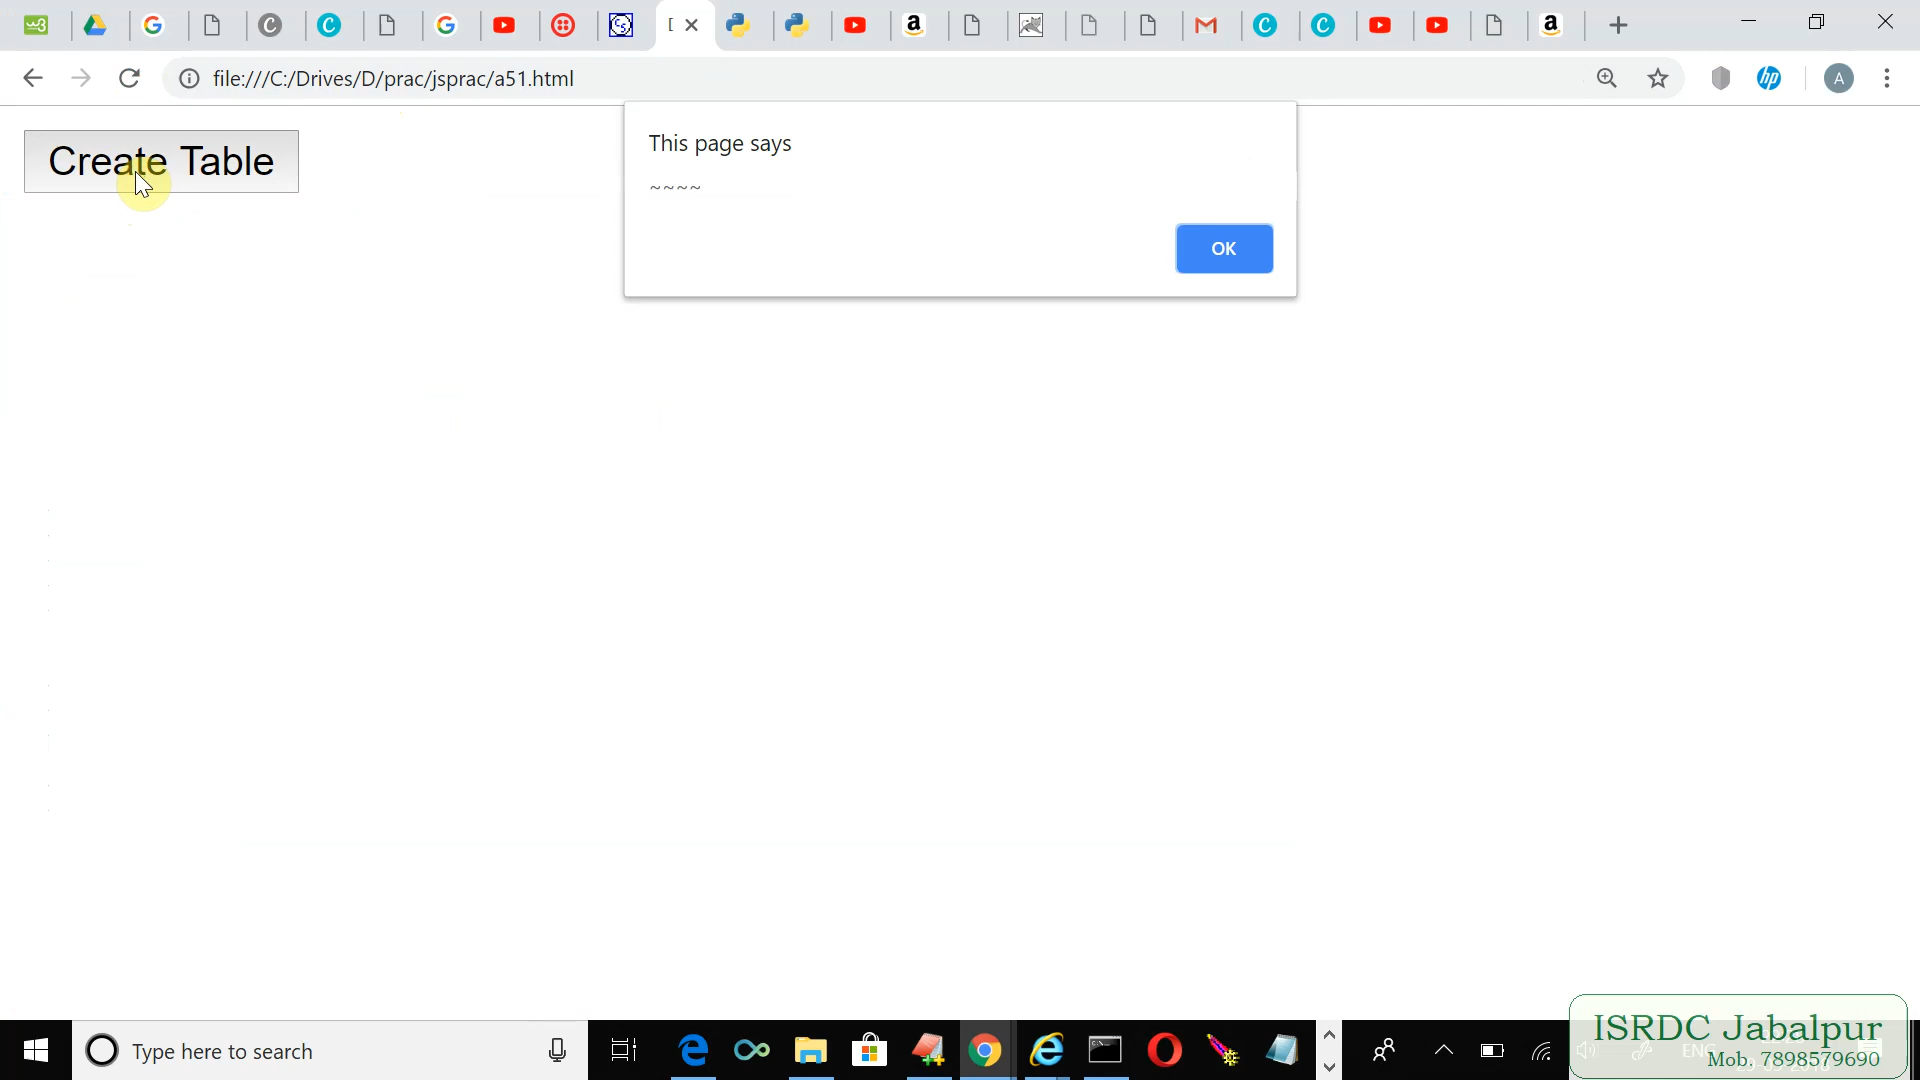 [
file:///C:/Drives/D/prac/jsprac/a51.html
A
Create Table
This page says
~~~~
OK
Type here to search
ENG
ISRDC Jabalpur
Mob. 7898579690